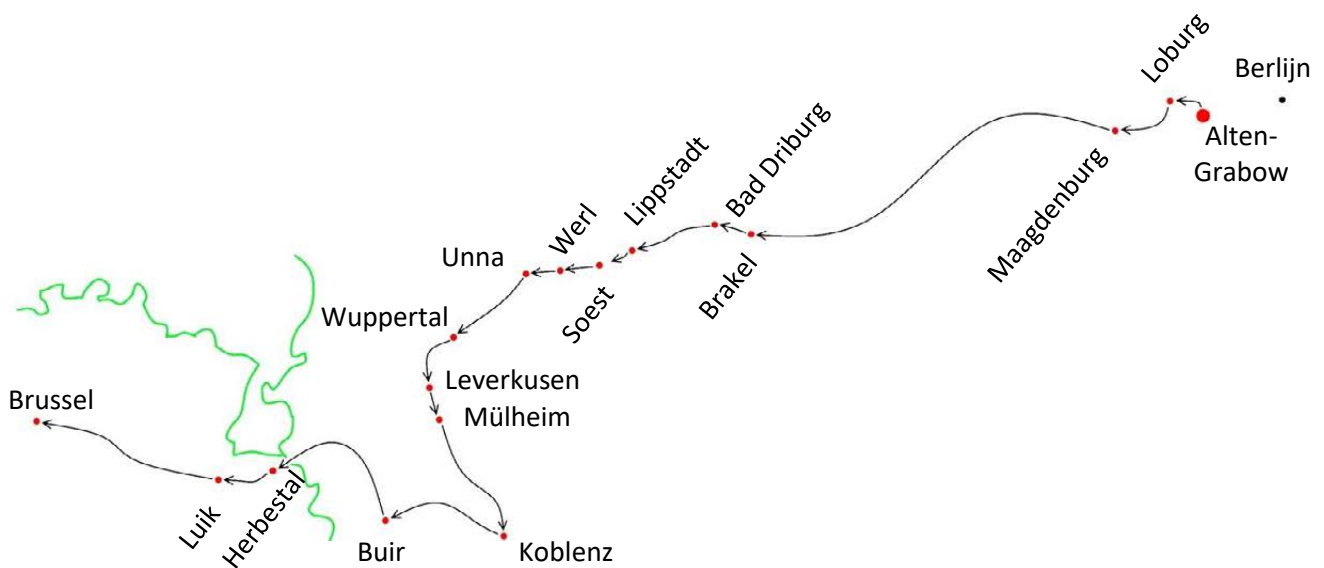 Loburg
Berlijn
Alten-
Grabow
Maagdenburg
Bad Driburg
Brakel
Lippstadt
Soest
Werl
Unna
Wuppertal
Leverkusen
Mülheim
Koblenz
Buir
Herbestal
Luik
Brussel